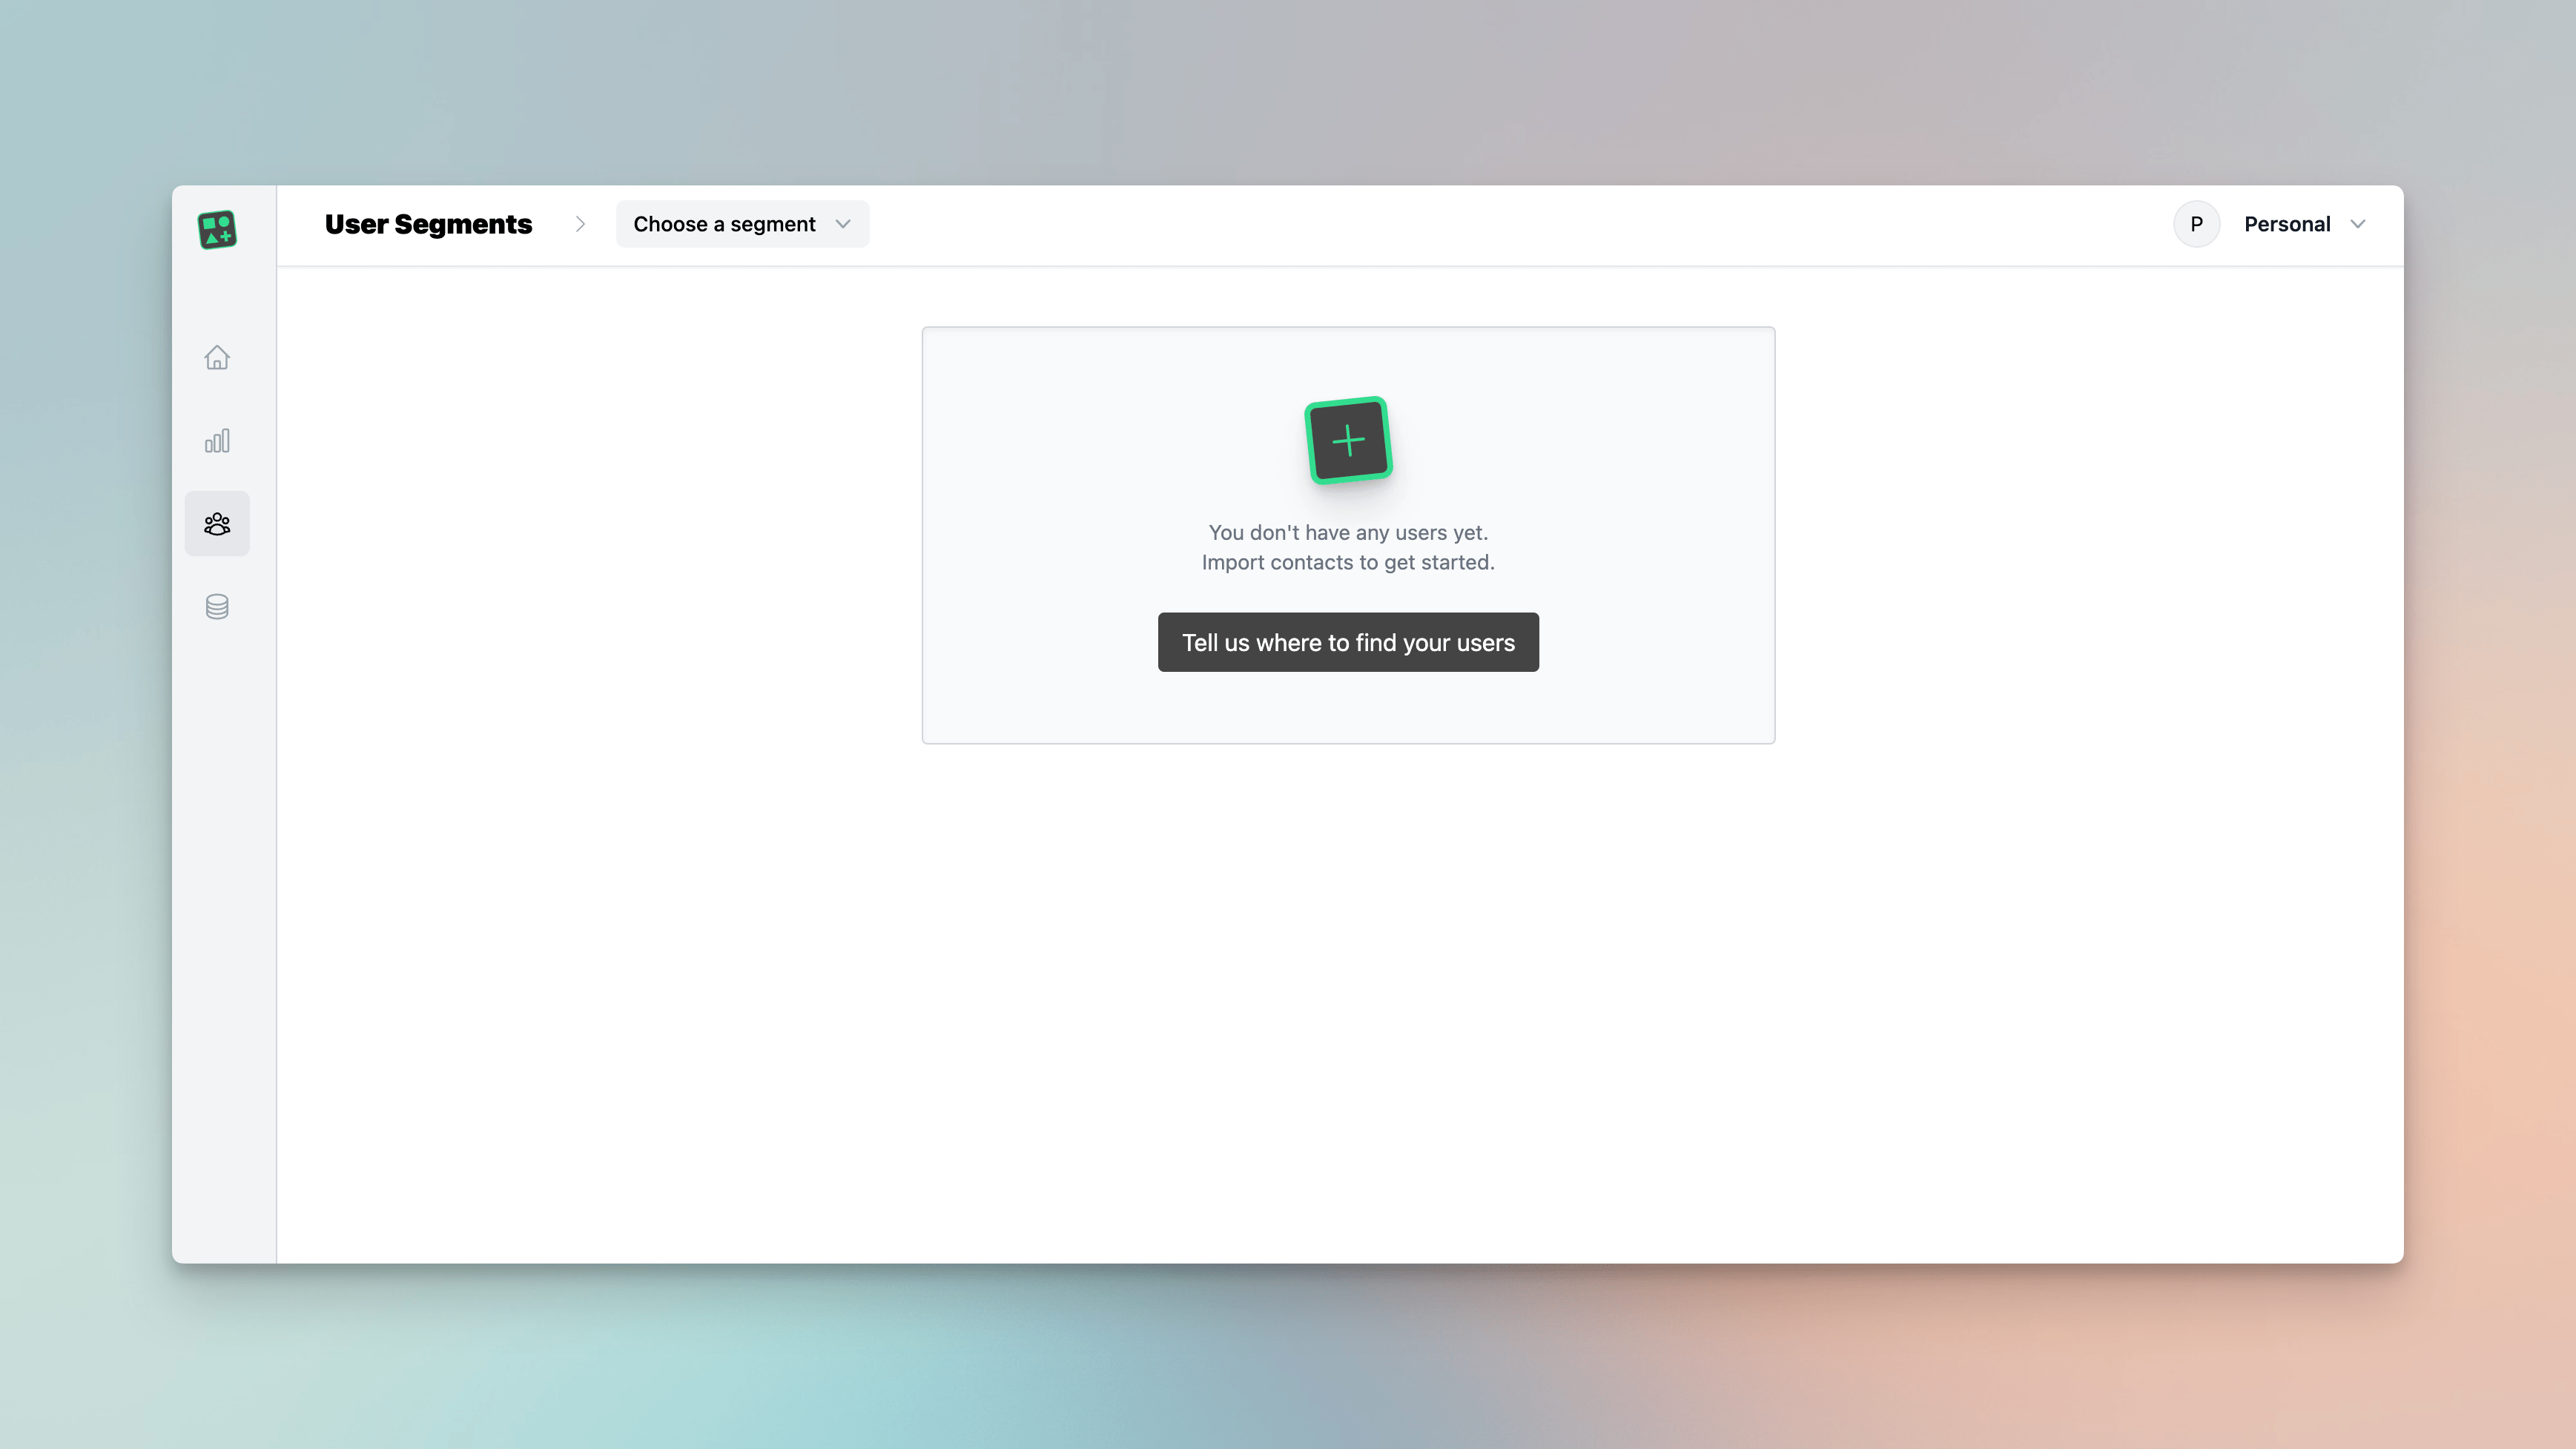 User Segments
Choose a segment
P
Personal
You don't have any users yet.
Import contacts to get started.
Tell us where to find your users